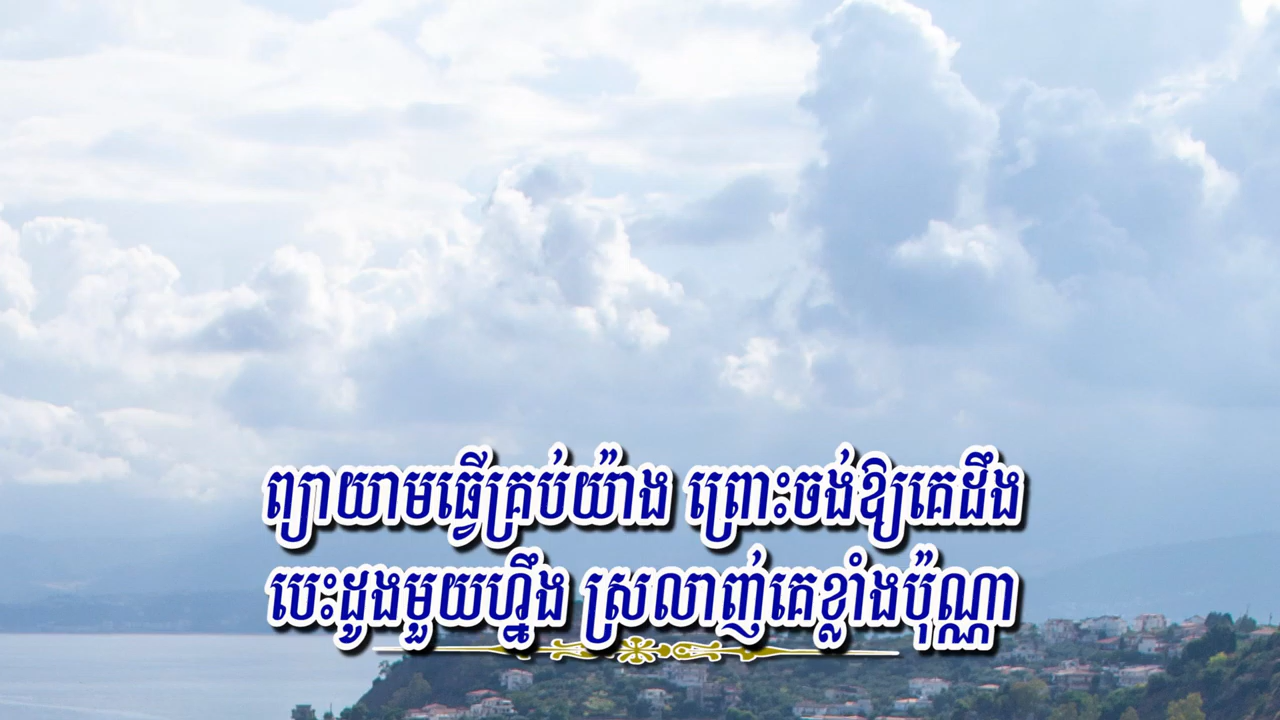 ព្យាយាមធ្វើគ្រប់យ៉ាង ព្រោះចង់ឱ្យគេដឹង
បេះដូងមួយហ្នឹង ស្រលាញ់គេខ្លាំងប៉ុណ្ណា